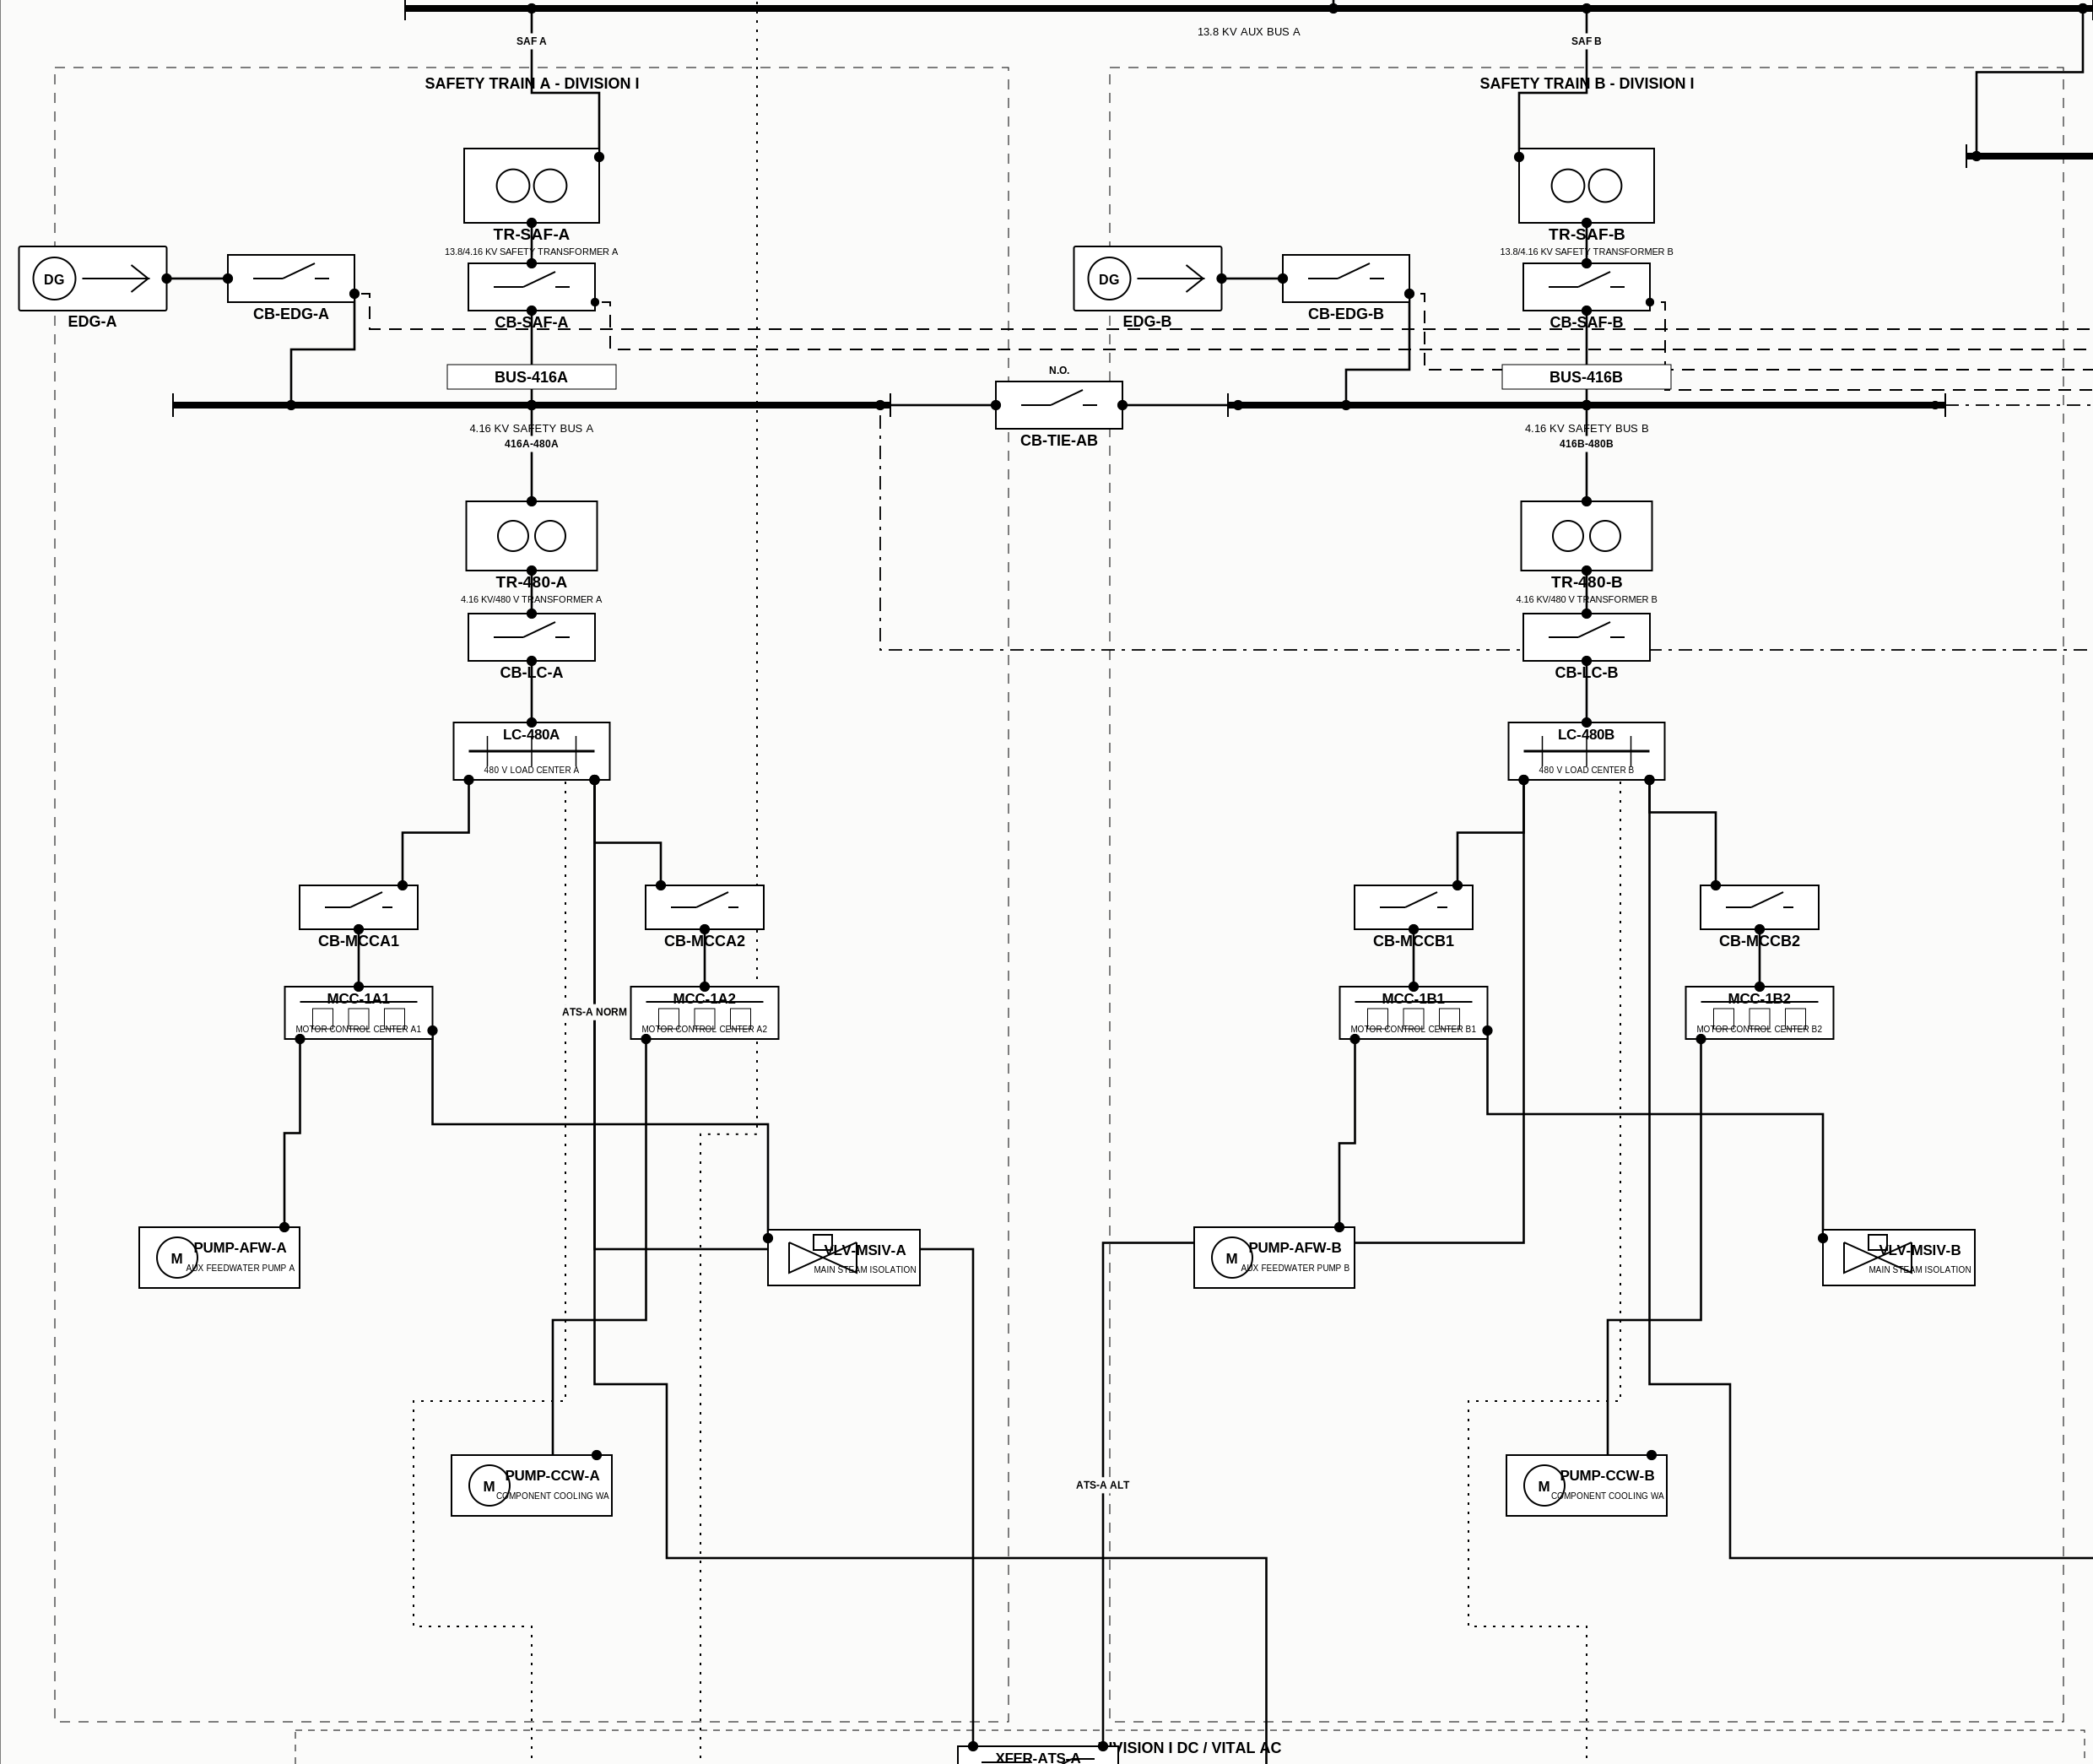 13.8 KV AUX BUS A
SAF A
SAF B
SAFETY TRAIN A - DIVISION I
SAFETY TRAIN B - DIVISION I
TR-SAF-A
13.8/4.16 KV SAFETY TRANSFORMER A
TR-SAF-B
13.8/4.16 KV SAFETY TRANSFORMER B
DG
EDG-A
CB-EDG-A
CB-SAF-A
DG
EDG-B
CB-EDG-B
CB-SAF-B
BUS-416A
N.O.
BUS-416B
4.16 KV SAFETY BUS A
416A-480A
CB-TIE-AB
4.16 KV SAFETY BUS B
416B-480B
TR-480-A
4.16 KV/480 V TRANSFORMER A
TR-480-B
4.16 KV/480 V TRANSFORMER B
CB-LC-A
CB-LC-B
LC-480A
480 V LOAD CENTER A
LC-480B
480 V LOAD CENTER B
CB-MCCA1
CB-MCCA2
CB-MCCB1
CB-MCCB2
MCC-1A1
MOTOR CONTROL CENTER A1
ATS-A NORM
MCC-1A2
MOTOR CONTROL CENTER A2
MCC-1B1
MOTOR CONTROL CENTER B1
MCC-1B2
MOTOR CONTROL CENTER B2
M
PUMP-AFW-A
AUX FEEDWATER PUMP A
VLV-MSIV-A
MAIN STEAM ISOLATION
M
PUMP-AFW-B
AUX FEEDWATER PUMP B
VLV-MSIV-B
MAIN STEAM ISOLATION
M
PUMP-CCW-A
COMPONENT COOLING WA
ATS-A ALT
M
PUMP-CCW-B
COMPONENT COOLING WA
VISION I DC / VITAL AC
XFER-ATS-A